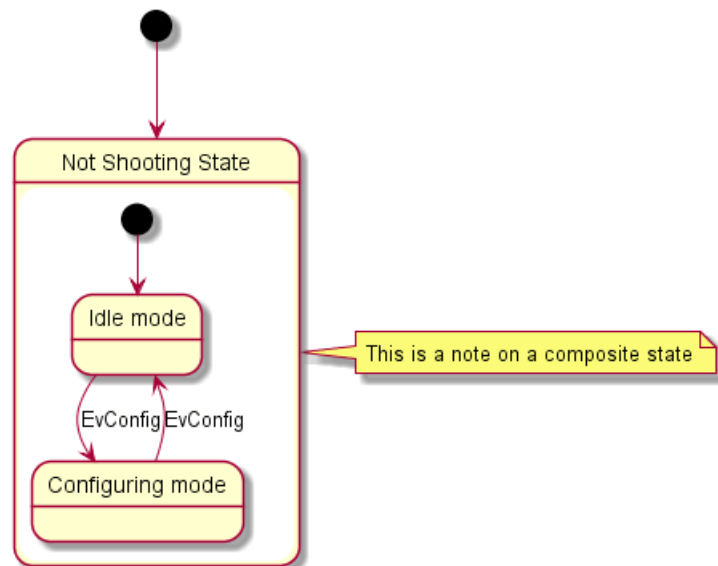 Not Shooting State
Idle mode
This is a note on a composite state
EvConfig EvConfig
Configuring mode